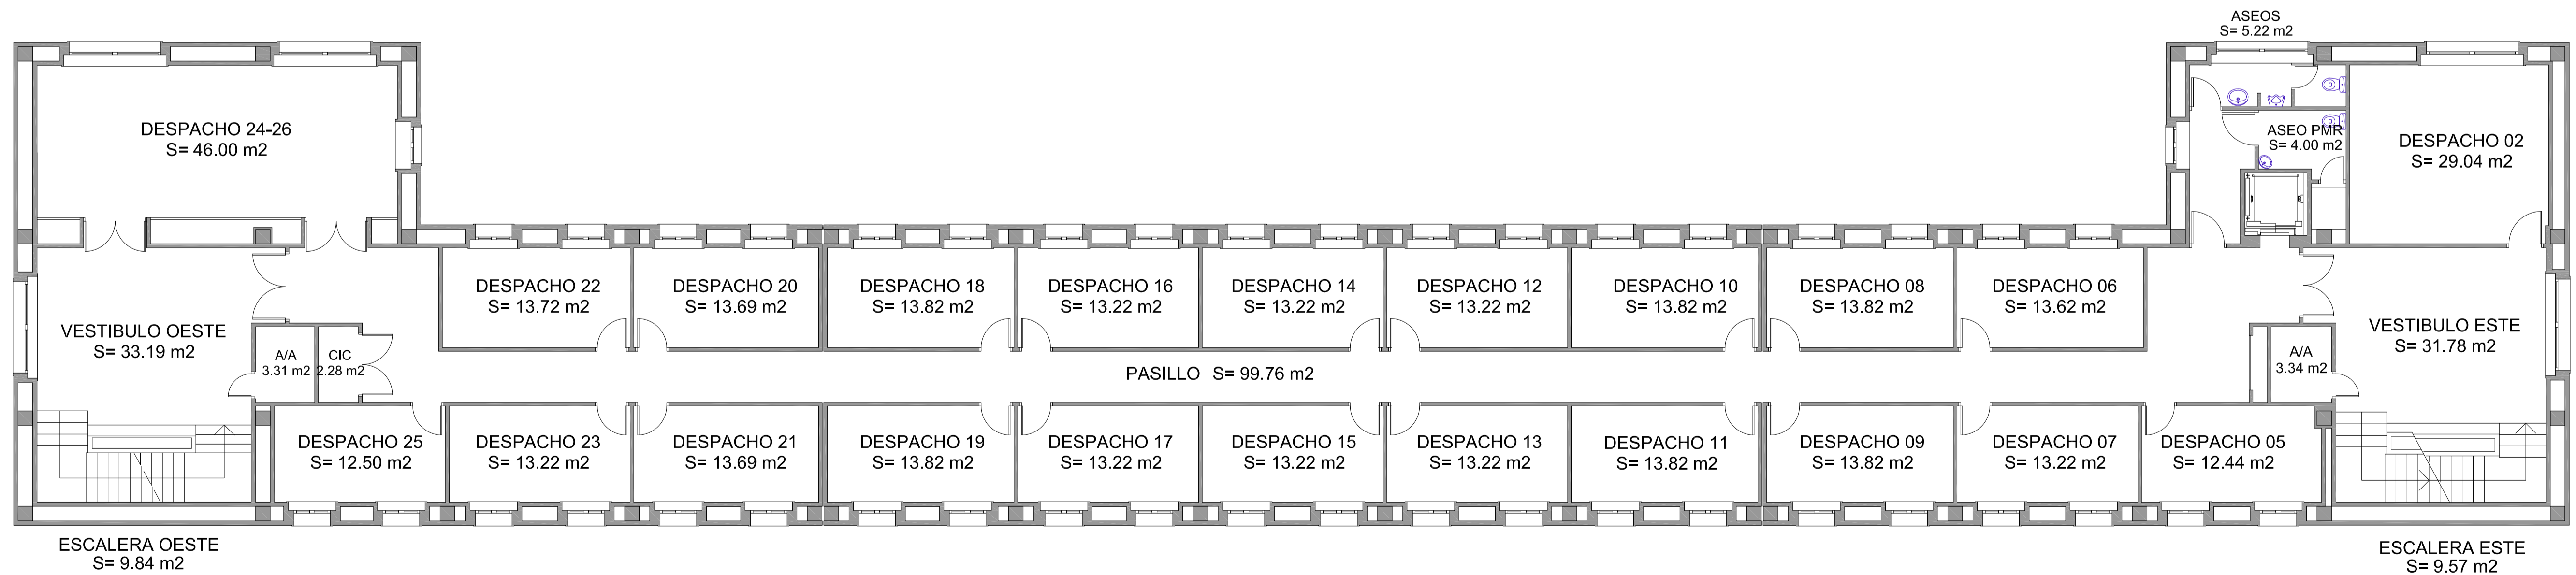 ASEOS
S= 5.22 m2
DESPACHO 24-26
S= 46.00 m2
ASEO PMR
S= 4.00 m2
DESPACHO 02
S= 29.04 m2
DESPACHO 22
S= 13.72 m2
DESPACHO 20
S= 13.69 m2
DESPACHO 18
S= 13.82 m2
DESPACHO 16
S= 13.22 m2
DESPACHO 14
S= 13.22 m2
DESPACHO 12
S= 13.22 m2
DESPACHO 10
S= 13.82 m2
DESPACHO 08
S= 13.82 m2
DESPACHO 06
S= 13.62 m2
VESTIBULO OESTE
S= 33.19 m2
A/A
3.31 m2
CIC
2.28 m2
PASILLO S= 99.76 m2
A/A
3.34 m2
VESTIBULO ESTE
S= 31.78 m2
DESPACHO 25
S= 12.50 m2
DESPACHO 23
S= 13.22 m2
DESPACHO 21
S= 13.69 m2
DESPACHO 19
S= 13.82 m2
DESPACHO 17
S= 13.22 m2
DESPACHO 15
S= 13.22 m2
DESPACHO 13
S= 13.22 m2
DESPACHO 11
S= 13.82 m2
DESPACHO 09
S= 13.82 m2
DESPACHO 07
S= 13.22 m2
DESPACHO 05
S= 12.44 m2
ESCALERA OESTE
S= 9.84 m2
ESCALERA ESTE
S= 9.57 m2